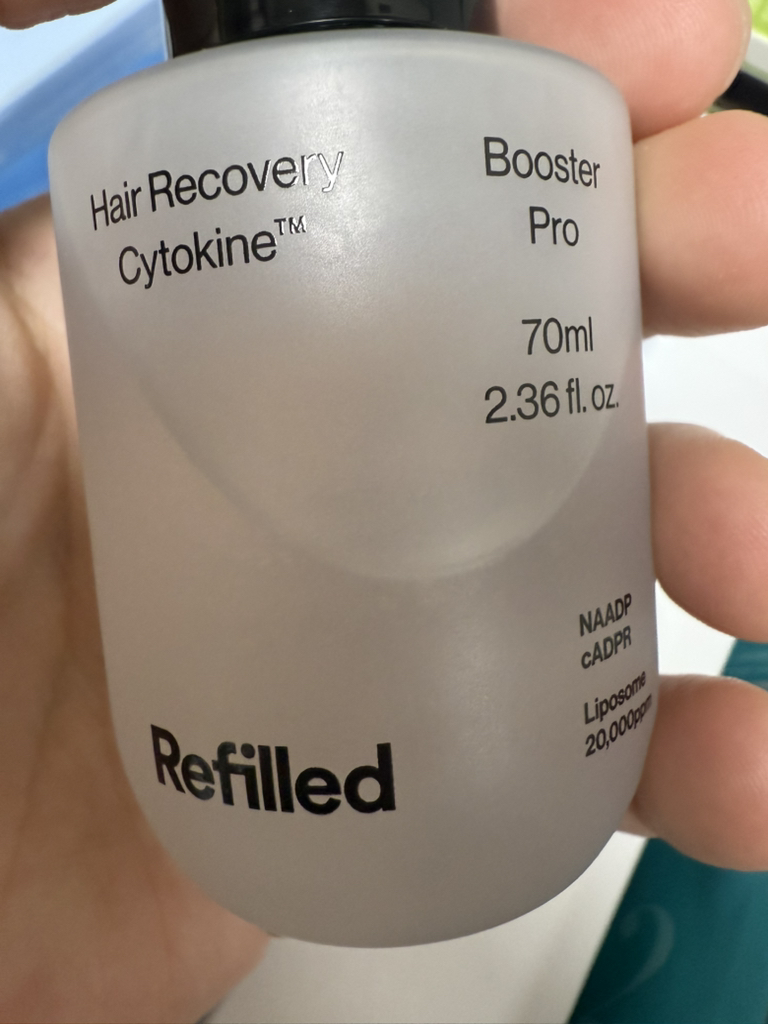 Hair Recovery
Cytokine™
Booster
Pro
70ml
2.36 fl. oz.
NAADP
cADPR
Liposome
20,000ppm
Refilled